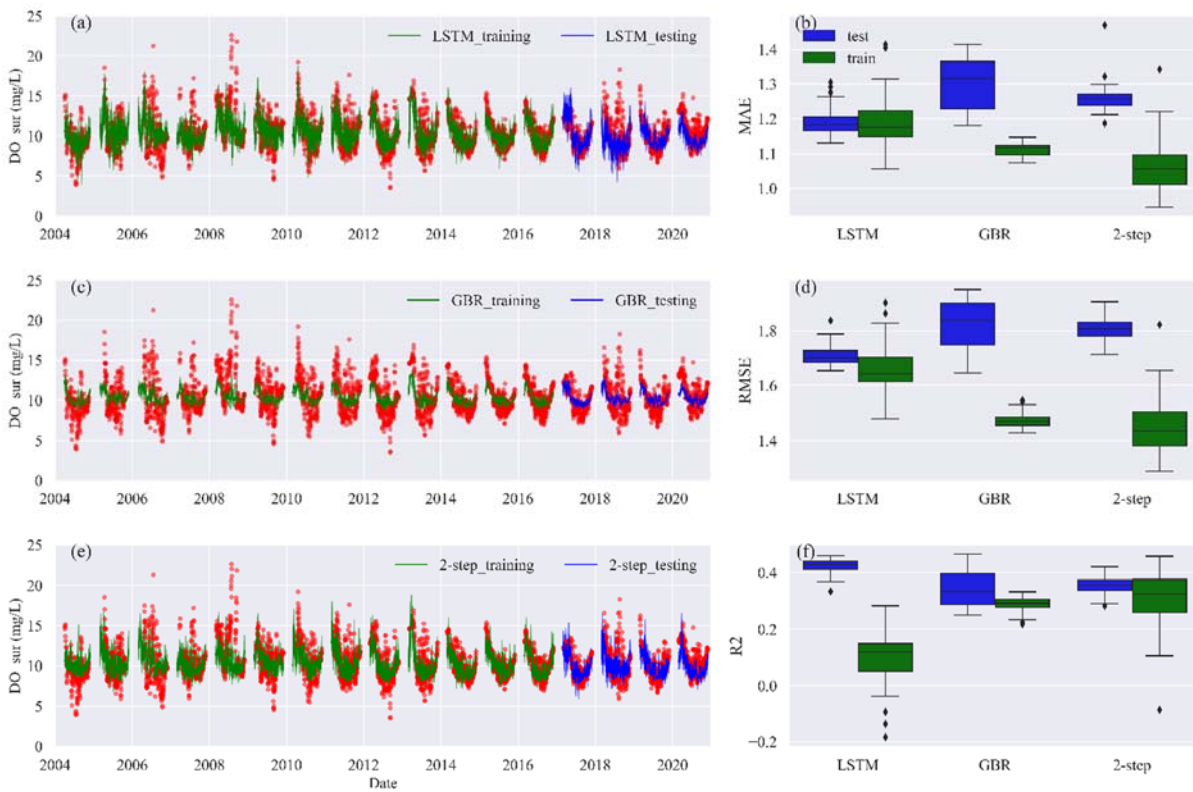 (a)
LSTM_training
LSTM_testing
DO sur (mg/L)
25
20
15
10
5
0
2004 2006 2008 2010 2012 2014 2016 2018 2020
(b)
test
train
MAE
1.4
1.3
1.2
1.1
1.0
LSTM GBR 2-step
(c)
GBR_training
GBR_testing
DO sur (mg/L)
25
20
15
10
5
0
2004 2006 2008 2010 2012 2014 2016 2018 2020
(d)
RMSE
1.8
1.6
1.4
LSTM GBR 2-step
(e)
2-step_training
2-step_testing
DO sur (mg/L)
25
20
15
10
5
0
2004 2006 2008 2010 2012 2014 2016 2018 2020
Date
(f)
R2
0.4
0.2
0.0
−0.2
LSTM GBR 2-step